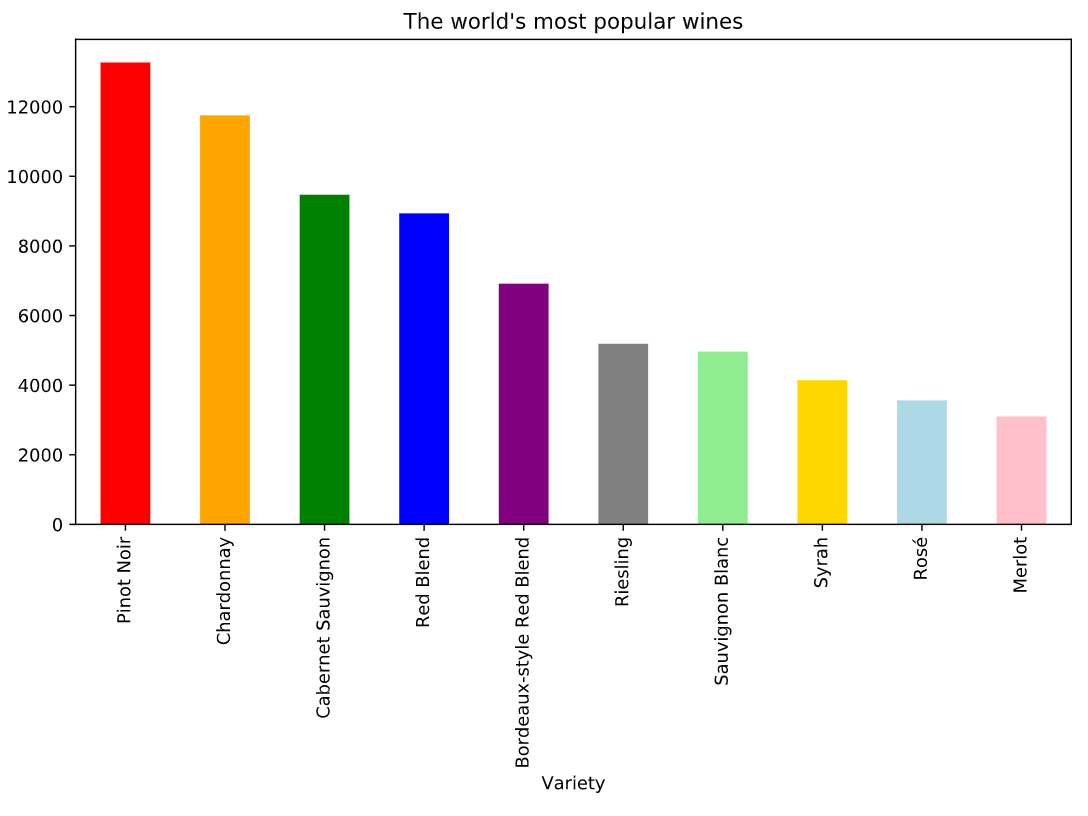 The world's most popular wines
12000
10000
8000
6000
4000
2000
0
Pinot Noir
Chardonnay
Cabernet Sauvignon
Red Blend
Bordeaux-style Red Blend
Riesling
Sauvignon Blanc
Syrah
Rosé
Merlot
Variety